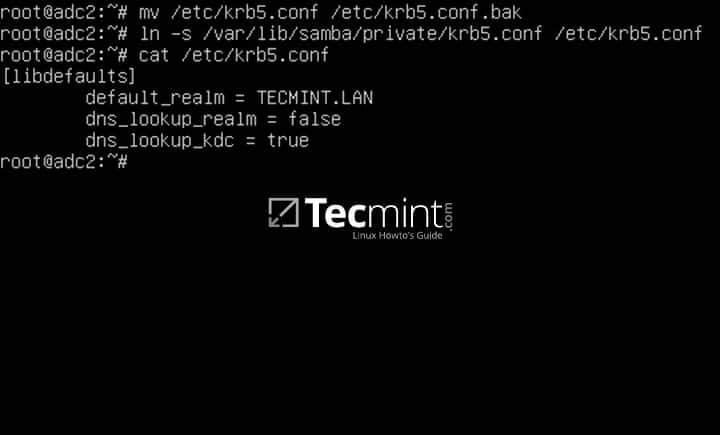 root@adc2:~# mv /etc/krb5.conf /etc/krb5.conf.bak
root@adc2:~# ln -s /var/lib/samba/private/krb5.conf /etc/krb5.conf
root@adc2:~# cat /etc/krb5.conf
[libdefaults]
        default_realm = TECMINT.LAN
        dns_lookup_realm = false
        dns_lookup_kdc = true
root@adc2:~#
Tecmint.com
Linux Howto's Guide